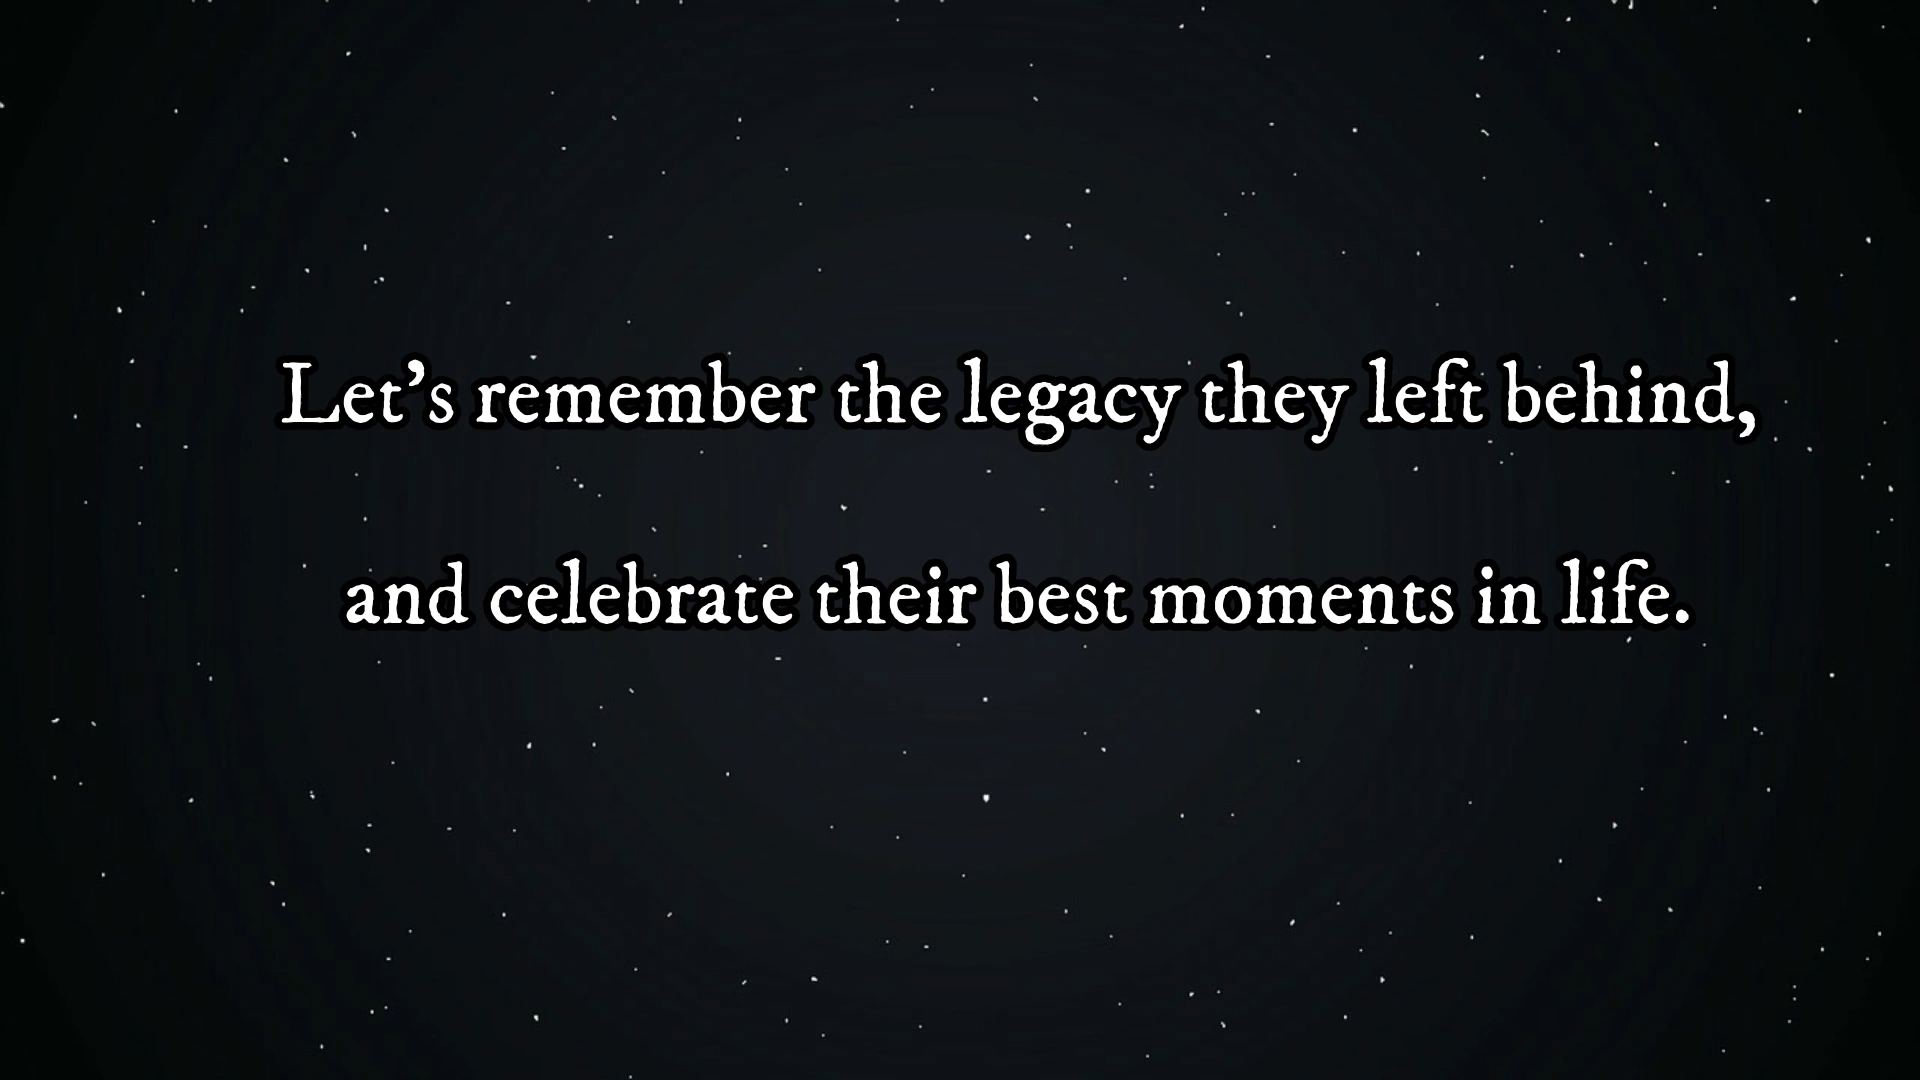 Let’s remember the legacy they left behind,
and celebrate their best moments in life.